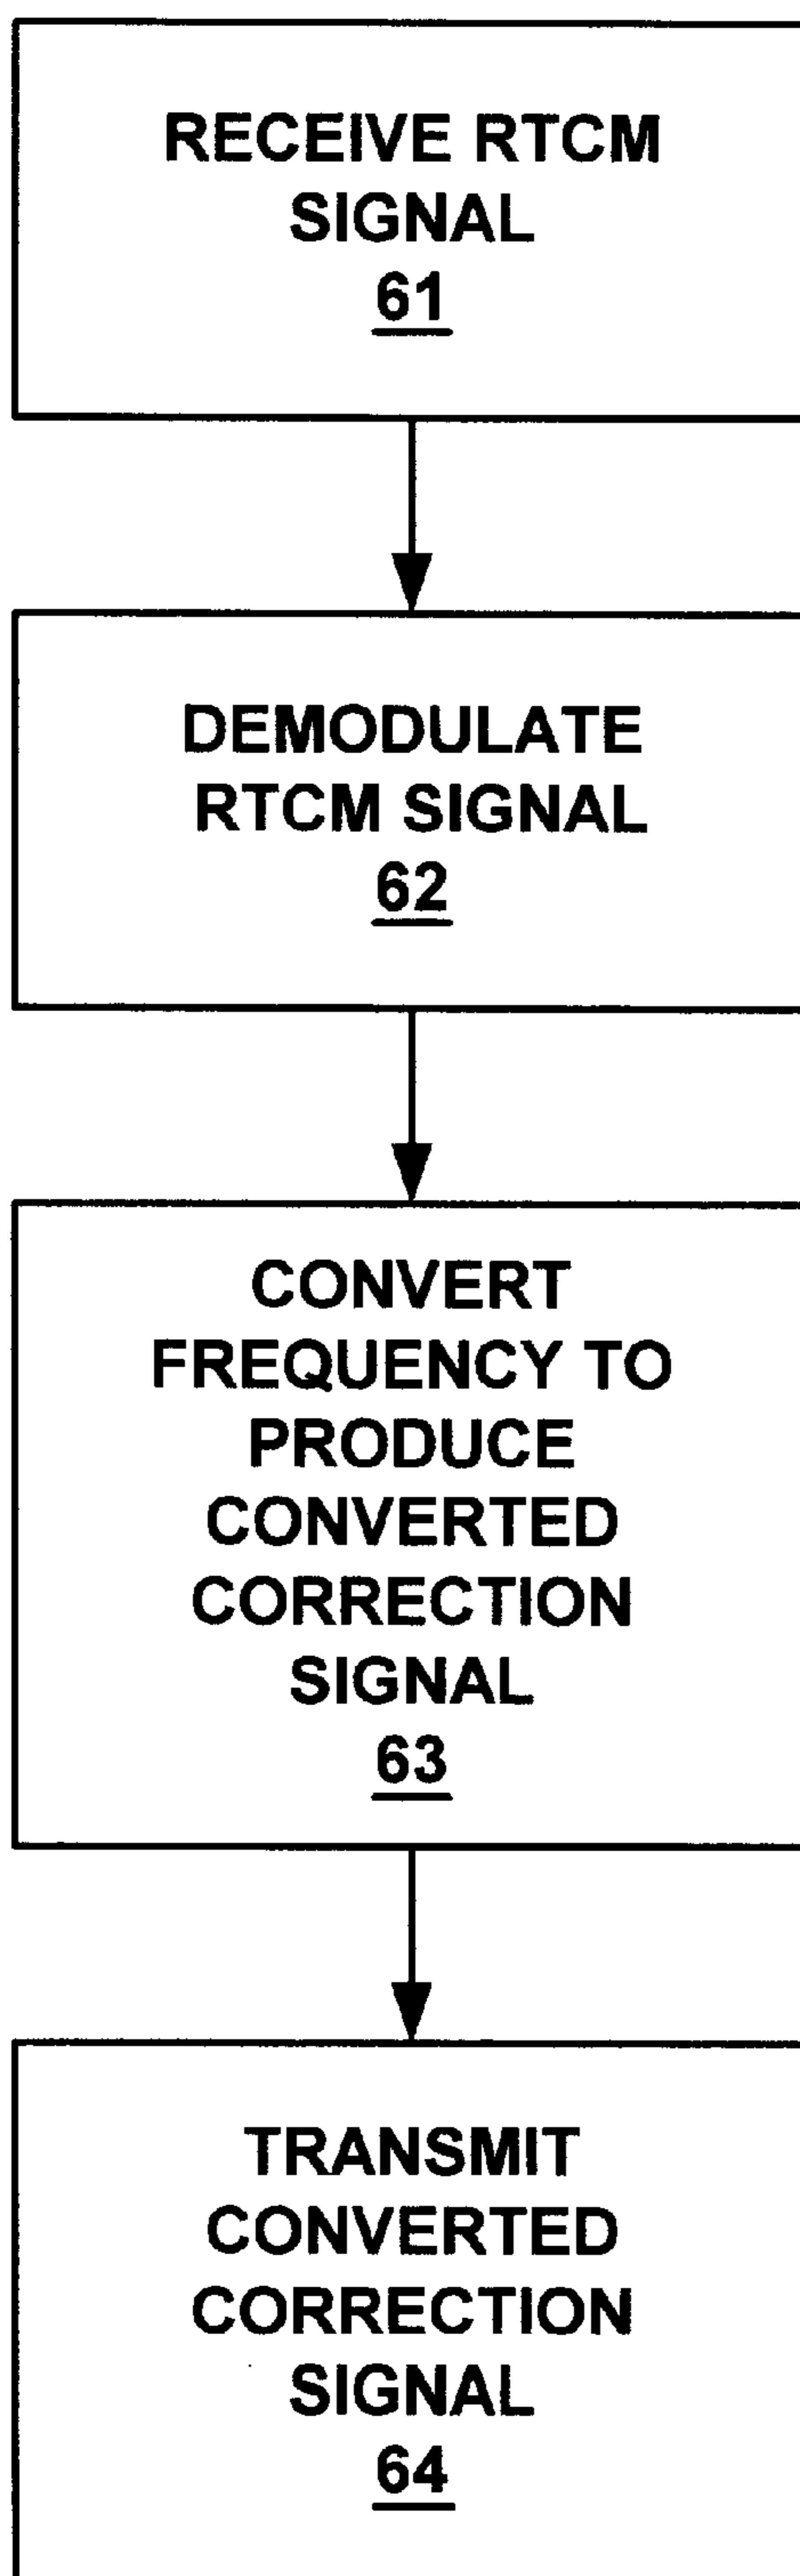 RECEIVE RTCM
SIGNAL
61
DEMODULATE
RTCM SIGNAL
62
CONVERT
FREQUENCY TO
PRODUCE
CONVERTED
CORRECTION
SIGNAL
63
TRANSMIT
CONVERTED
CORRECTION
SIGNAL
64